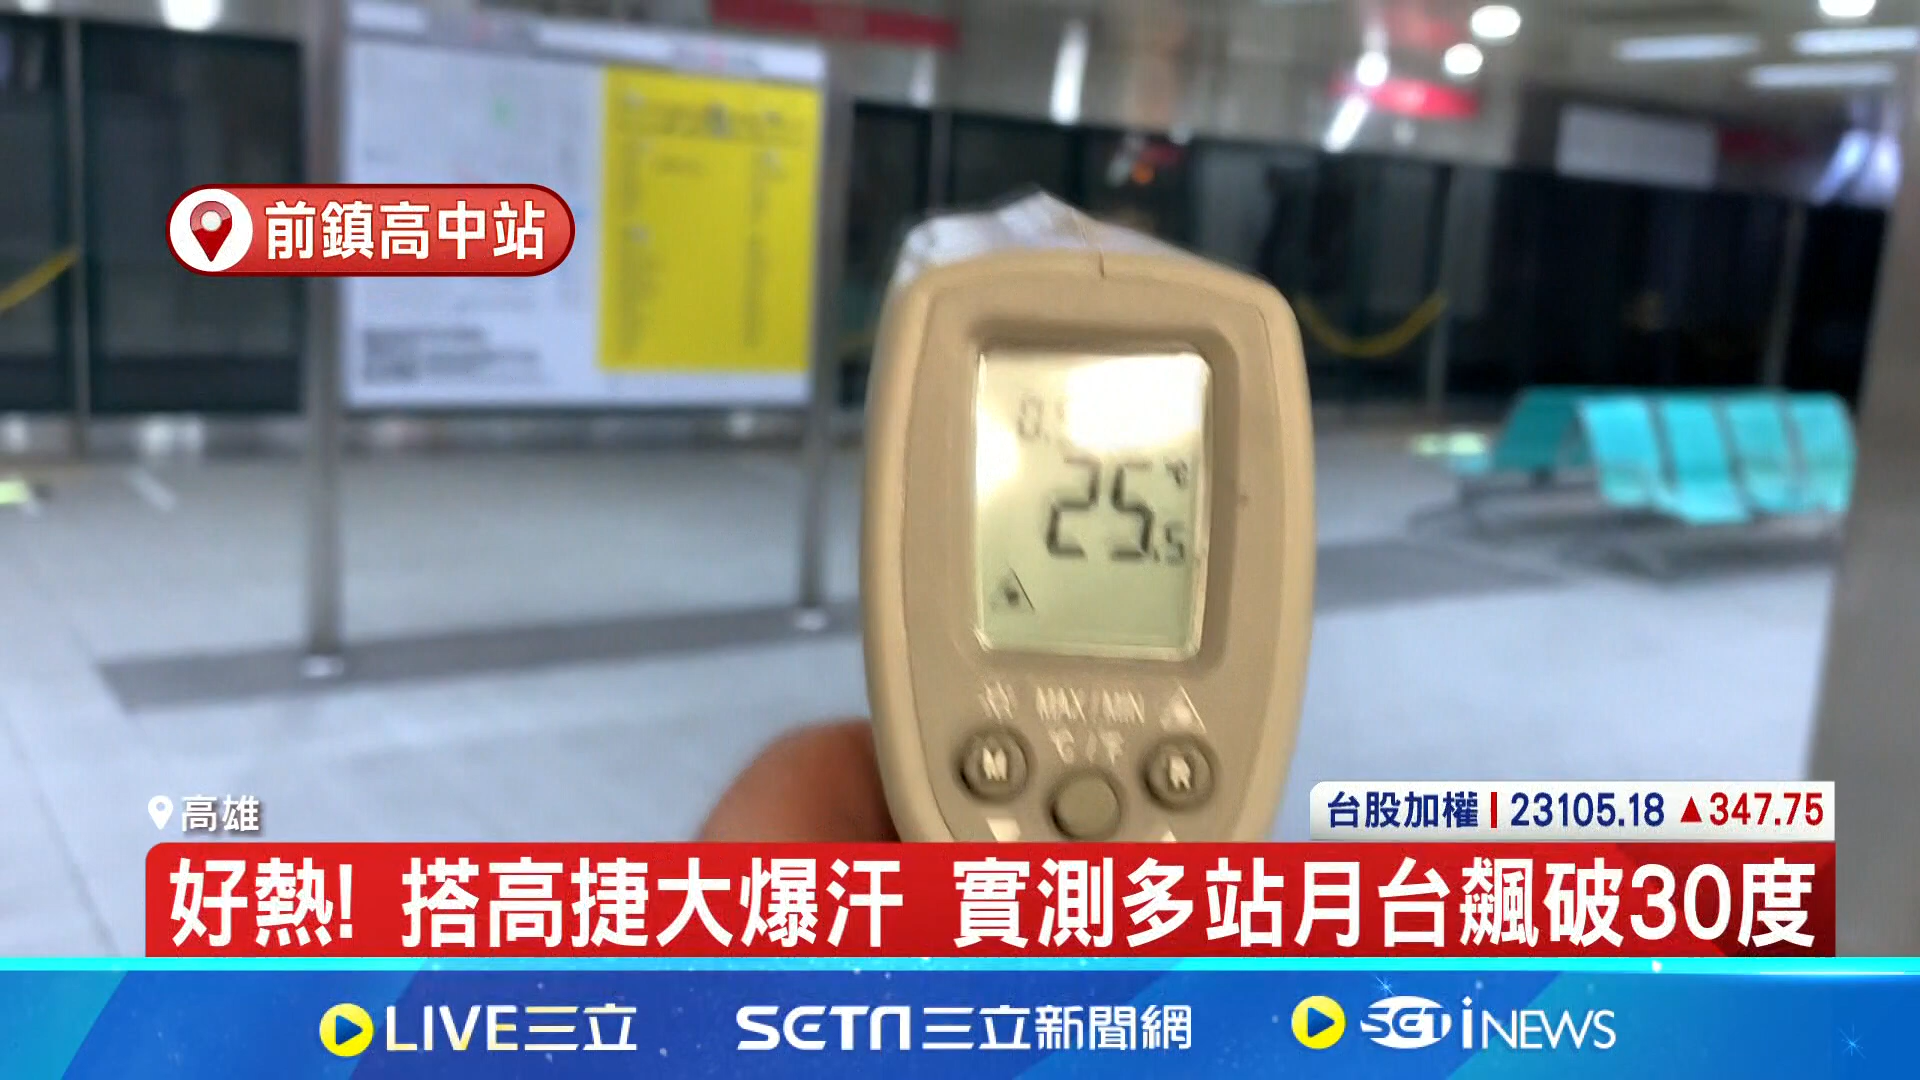 前鎮高中站
25.5
℃
MAX/MIN
℃/℉
M
高雄
台股加權 23105.18 ▲347.75
好熱! 搭高捷大爆汗 實測多站月台飆破30度
LIVE三立
SETN三立新聞網
SET iNEWS